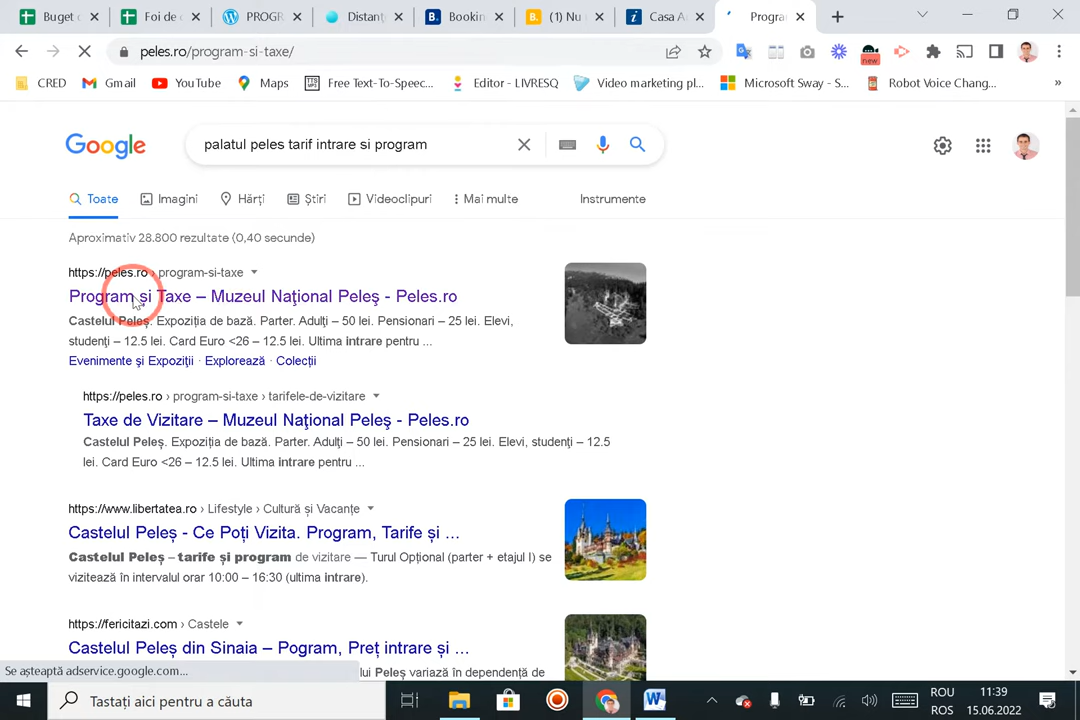 Buget c
Foi de c
PROGR
Distanț
Bookin
(1) Nu
Casa A
Progra
peles.ro/program-si-taxe/
new
CRED
Gmail
YouTube
Maps
Free Text-To-Speec...
Editor - LIVRESQ
Video marketing pl...
Microsoft Sway - S...
Robot Voice Chang...
»
Google
palatul peles tarif intrare si program
Toate
Imagini
Hărți
Știri
Videoclipuri
Mai multe
Instrumente
Aproximativ 28.800 rezultate (0,40 secunde)
https://peles.ro › program-si-taxe
Program și Taxe – Muzeul Național Peleș - Peles.ro
Castelul Peleș. Expoziția de bază. Parter. Adulți – 50 lei. Pensionari – 25 lei. Elevi,
studenți – 12.5 lei. Card Euro <26 – 12.5 lei. Ultima intrare pentru ...
Evenimente și Expoziții · Explorează · Colecții
https://peles.ro › program-si-taxe › tarifele-de-vizitare
Taxe de Vizitare – Muzeul Național Peleș - Peles.ro
Castelul Peleș. Expoziția de bază. Parter. Adulți – 50 lei. Pensionari – 25 lei. Elevi, studenți – 12.5
lei. Card Euro <26 – 12.5 lei. Ultima intrare pentru ...
https://www.libertatea.ro › Lifestyle › Cultură și Vacanțe
Castelul Peleș - Ce Poți Vizita. Program, Tarife și ...
Castelul Peleș – tarife și program de vizitare — Turul Opțional (parter + etajul I) se
vizitează în intervalul orar 10:00 – 16:30 (ultima intrare).
https://fericitazi.com › Castele
Castelul Peleș din Sinaia – Pogram, Preț intrare și ...
lui Peleș variază în dependență de
Se așteaptă adservice.google.com...
Tastați aici pentru a căuta
ROU
ROS
11:39
15.06.2022